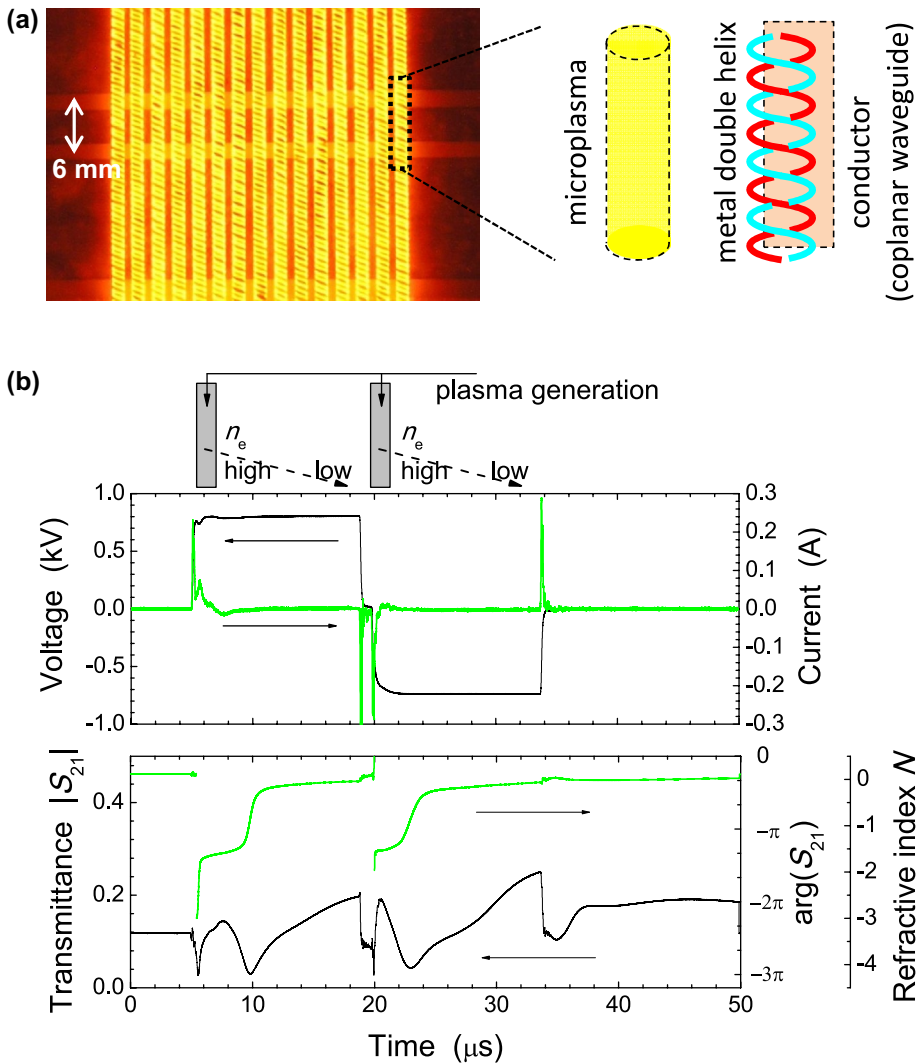 (a)
6 mm
microplasma
metal double helix
conductor
(coplanar waveguide)
(b)
plasma generation
nₑ
high
low
nₑ
high
low
Voltage (kV)
1.0
0.5
0.0
-0.5
-1.0
0.3
0.2
0.1
0.0
-0.1
-0.2
-0.3
Current (A)
Transmittance |S₂₁|
0.4
0.2
0.0
0
−π
−2π
−3π
arg(S₂₁)
0
-1
-2
-3
-4
Refractive index N
0
10
20
30
40
50
Time (μs)